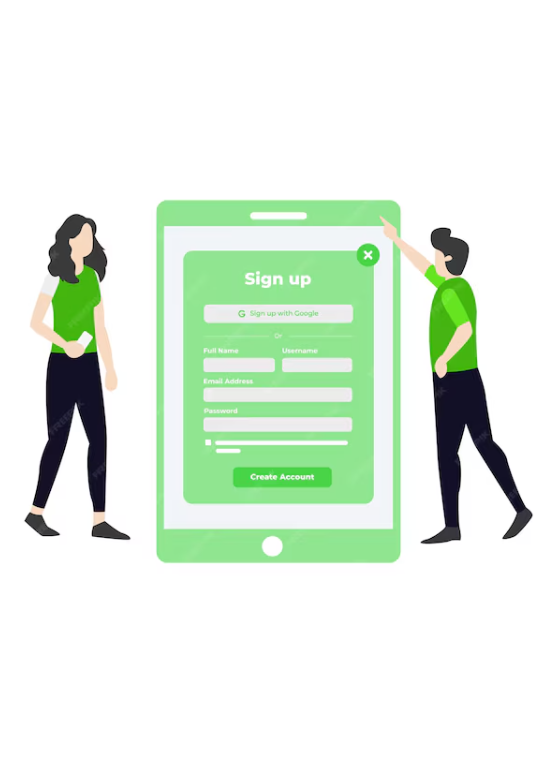 Sign up
G Sign up with Google
Or
Full Name Username
Email Address
Password
Create Account